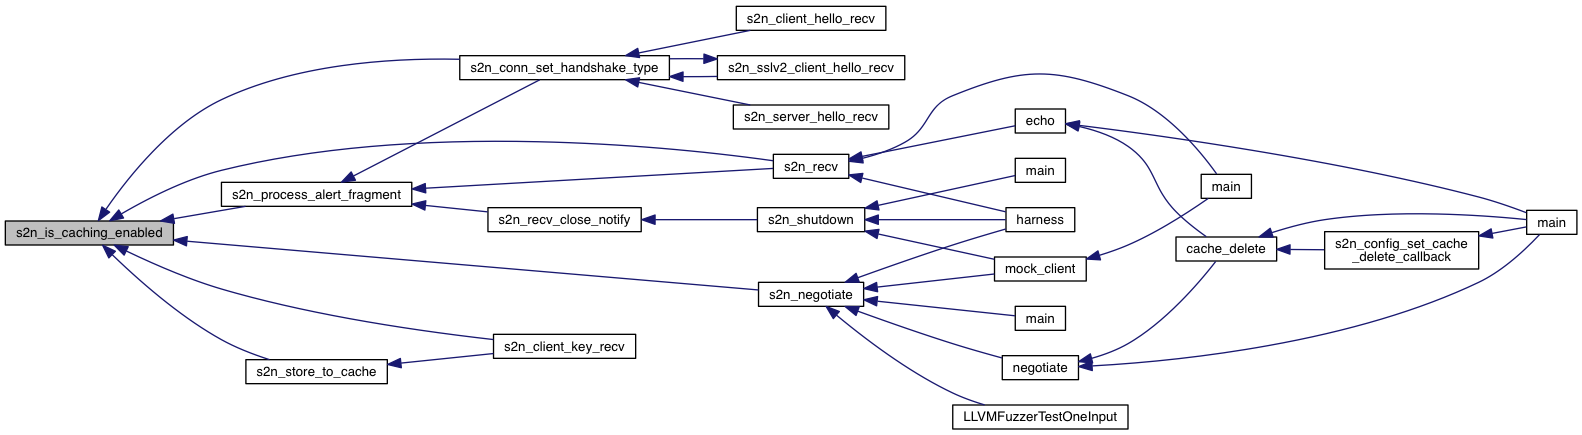 s2n_client_hello_recv
s2n_conn_set_handshake_type
s2n_sslv2_client_hello_recv
s2n_server_hello_recv
echo
s2n_recv
main
s2n_process_alert_fragment
main
s2n_recv_close_notify
s2n_shutdown
harness
main
s2n_is_caching_enabled
cache_delete
s2n_config_set_cache
_delete_callback
mock_client
s2n_negotiate
main
s2n_client_key_recv
s2n_store_to_cache
negotiate
LLVMFuzzerTestOneInput